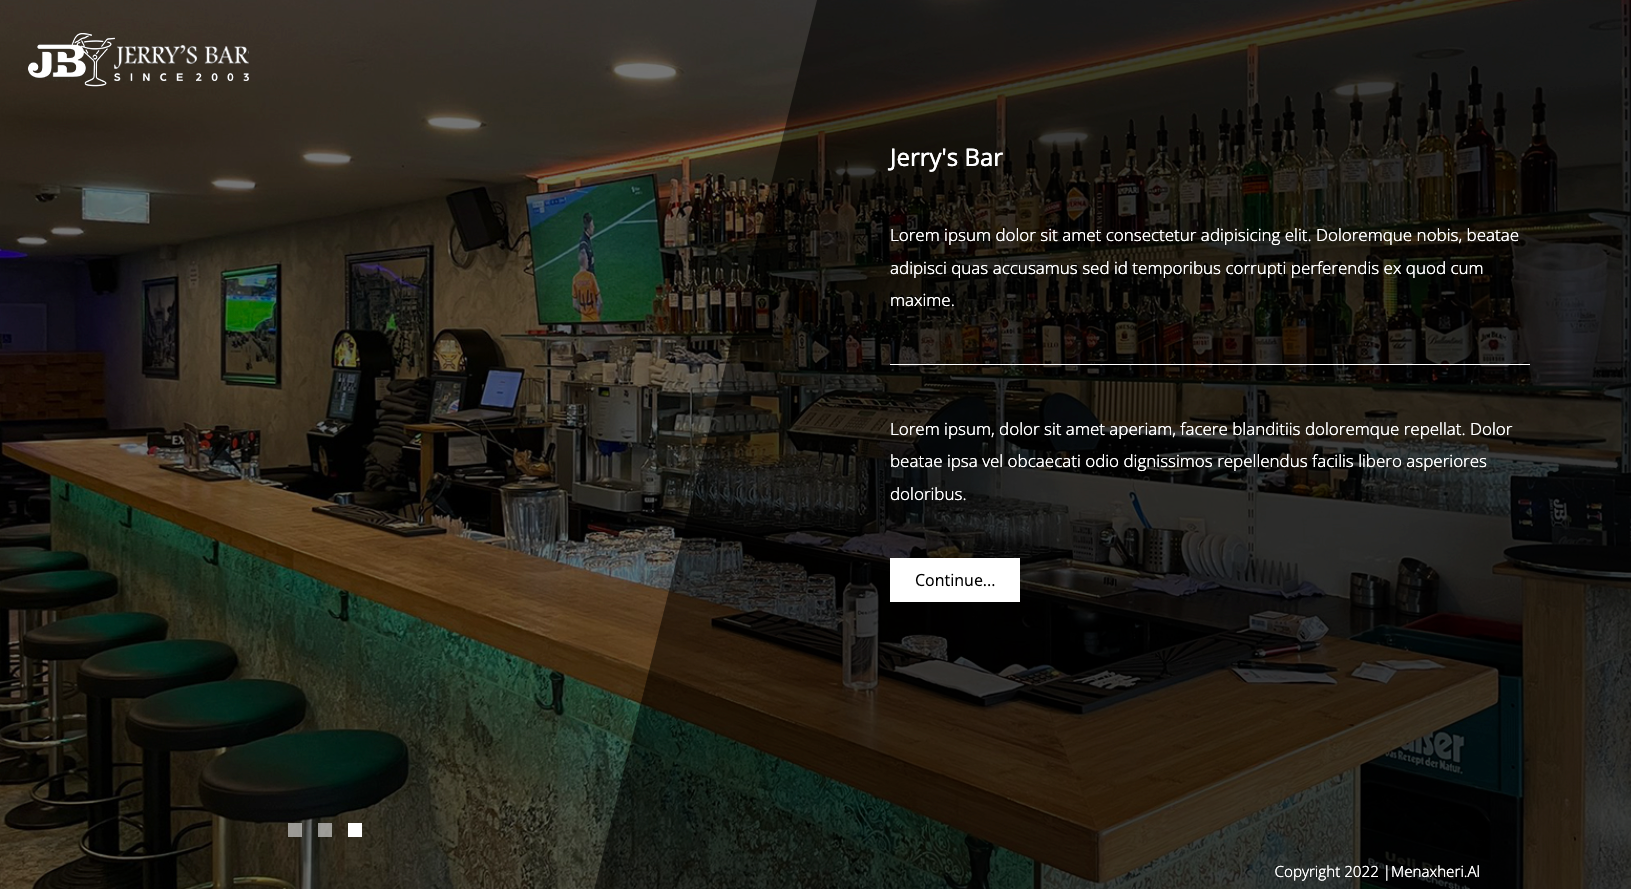 JB JERRY'S BAR
SINCE 2003
Jerry's Bar
Lorem ipsum dolor sit amet consectetur adipisicing elit. Doloremque nobis, beatae
adipisci quas accusamus sed id temporibus corrupti perferendis ex quod cum
maxime.
Lorem ipsum, dolor sit amet aperiam, facere blanditiis doloremque repellat. Dolor
beatae ipsa vel obcaecati odio dignissimos repellendus facilis libero asperiores
doloribus.
Continue...
Copyright 2022 |Menaxheri.Al